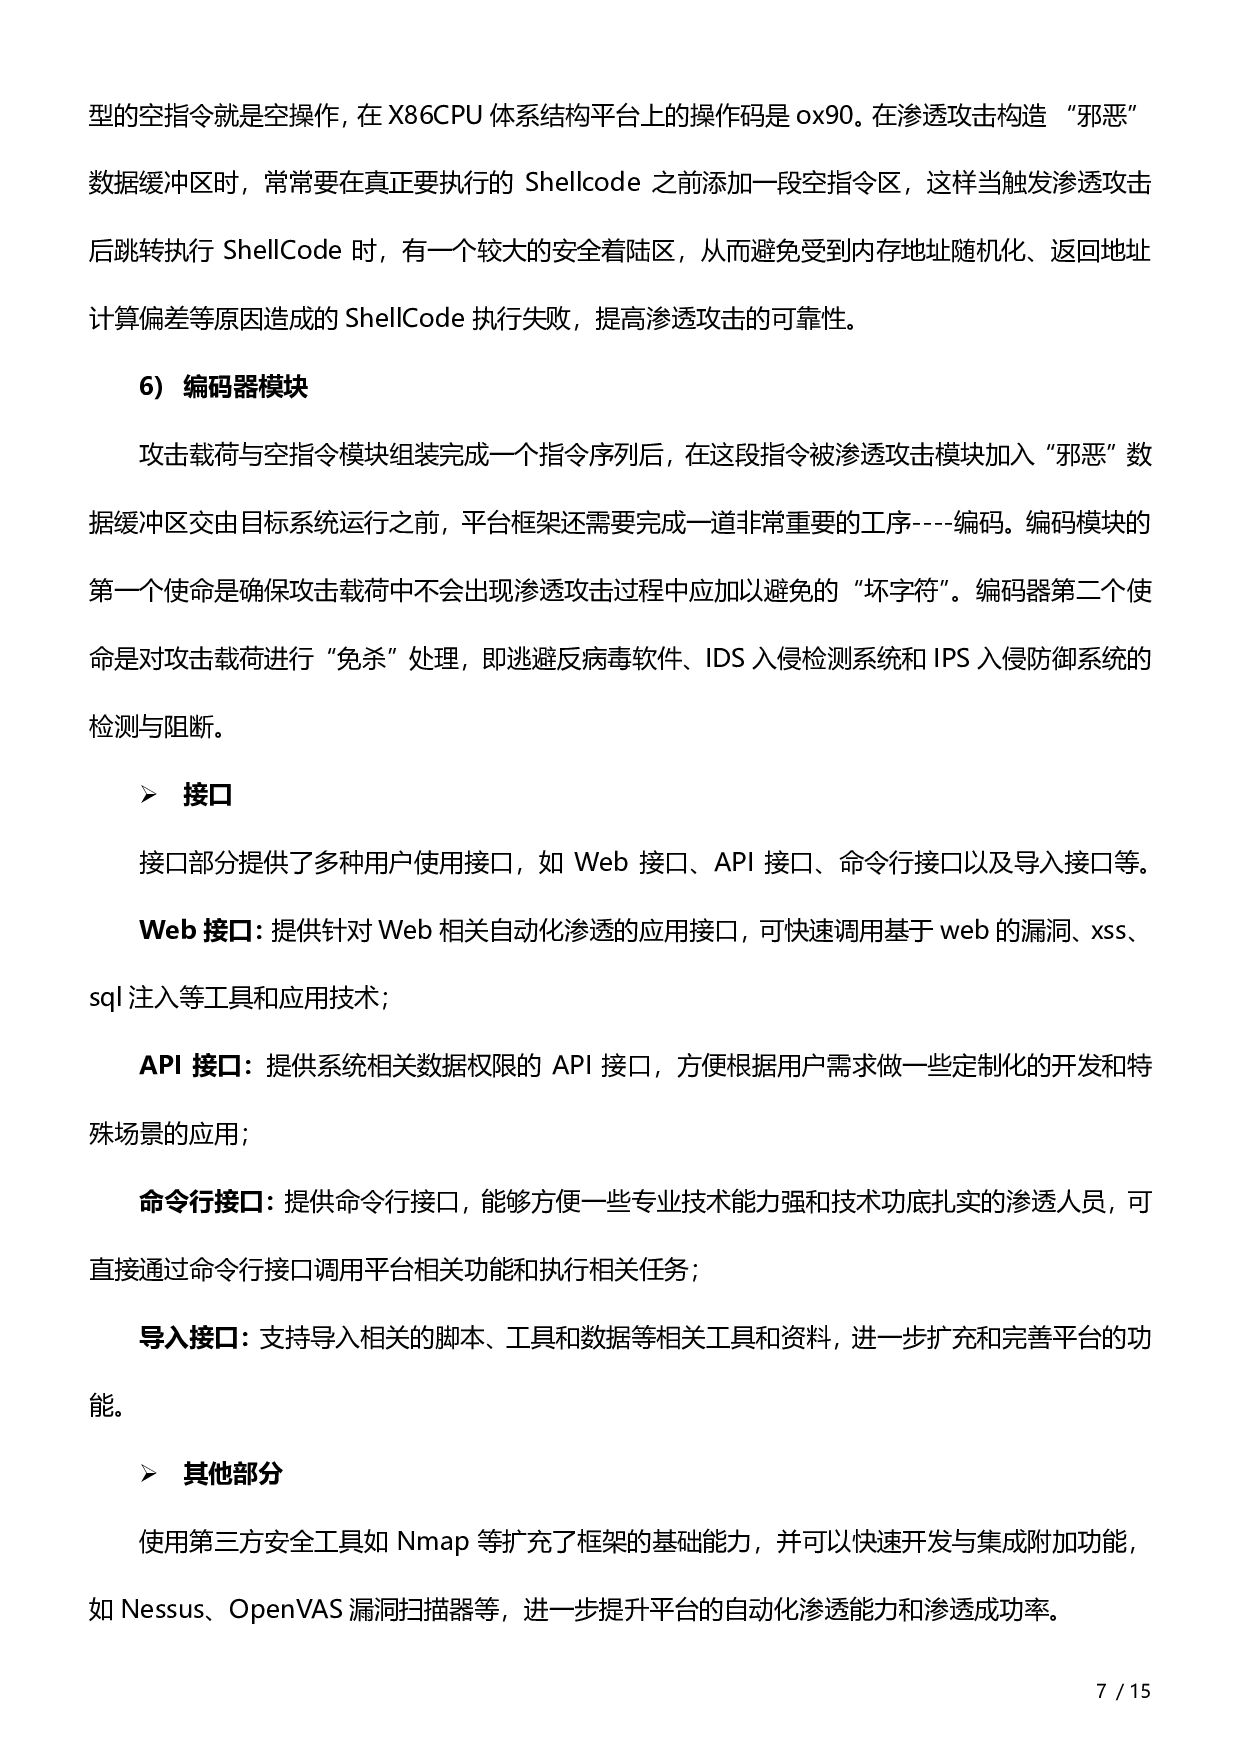 型的空指令就是空操作，在 X86CPU 体系结构平台上的操作码是 ox90。在渗透攻击构造 “邪恶”
数据缓冲区时，常常要在真正要执行的 Shellcode 之前添加一段空指令区，这样当触发渗透攻击
后跳转执行 ShellCode 时，有一个较大的安全着陆区，从而避免受到内存地址随机化、返回地址
计算偏差等原因造成的 ShellCode 执行失败，提高渗透攻击的可靠性。
6) 编码器模块
攻击载荷与空指令模块组装完成一个指令序列后，在这段指令被渗透攻击模块加入“邪恶”数
据缓冲区交由目标系统运行之前，平台框架还需要完成一道非常重要的工序----编码。编码模块的
第一个使命是确保攻击载荷中不会出现渗透攻击过程中应加以避免的“坏字符”。编码器第二个使
命是对攻击载荷进行“免杀”处理，即逃避反病毒软件、IDS 入侵检测系统和 IPS 入侵防御系统的
检测与阻断。
➢ 接口
接口部分提供了多种用户使用接口，如 Web 接口、API 接口、命令行接口以及导入接口等。
Web 接口：提供针对 Web 相关自动化渗透的应用接口，可快速调用基于 web 的漏洞、xss、
sql 注入等工具和应用技术；
API 接口：提供系统相关数据权限的 API 接口，方便根据用户需求做一些定制化的开发和特
殊场景的应用；
命令行接口：提供命令行接口，能够方便一些专业技术能力强和技术功底扎实的渗透人员，可
直接通过命令行接口调用平台相关功能和执行相关任务；
导入接口：支持导入相关的脚本、工具和数据等相关工具和资料，进一步扩充和完善平台的功
能。
➢ 其他部分
使用第三方安全工具如 Nmap 等扩充了框架的基础能力，并可以快速开发与集成附加功能，
如 Nessus、OpenVAS 漏洞扫描器等，进一步提升平台的自动化渗透能力和渗透成功率。
7 / 15